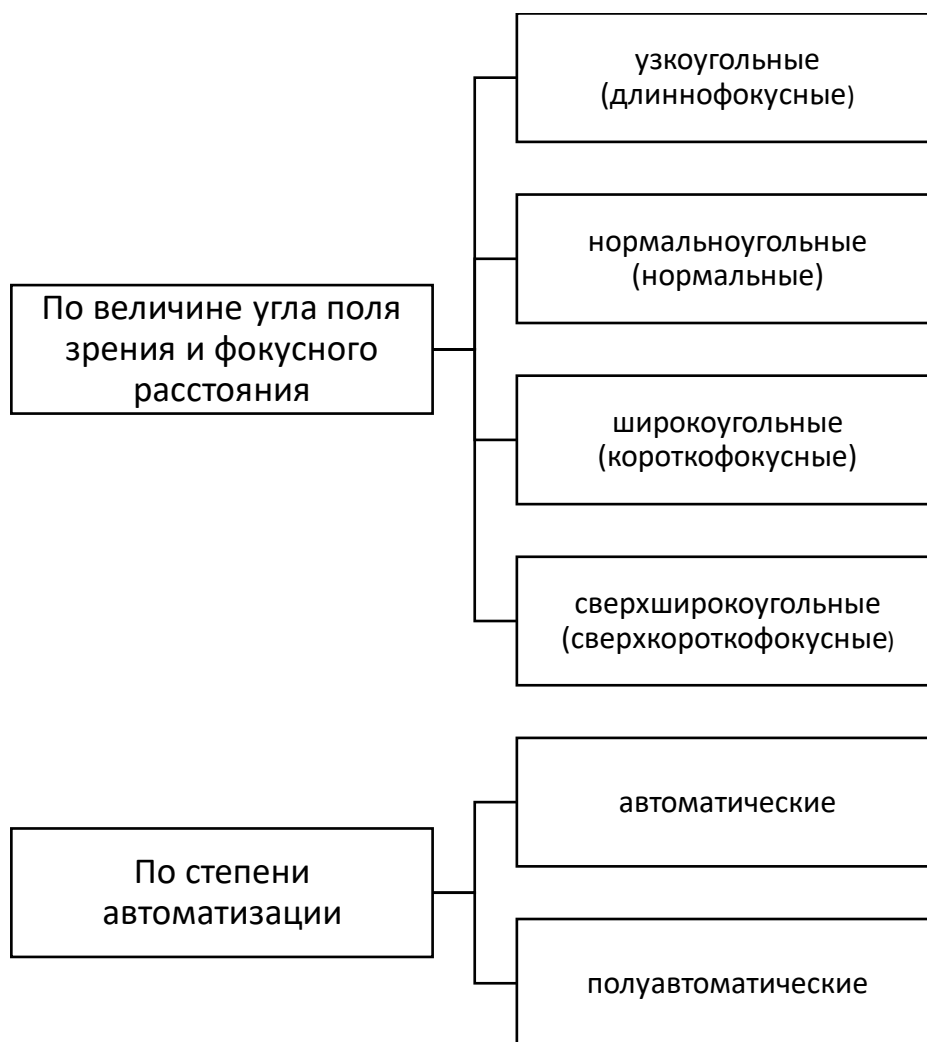 узкоугольные
(длиннофокусные)
нормальноугольные
(нормальные)
По величине угла поля
зрения и фокусного
расстояния
широкоугольные
(короткофокусные)
сверхширокоугольные
(сверхкороткофокусные)
автоматические
По степени
автоматизации
полуавтоматические